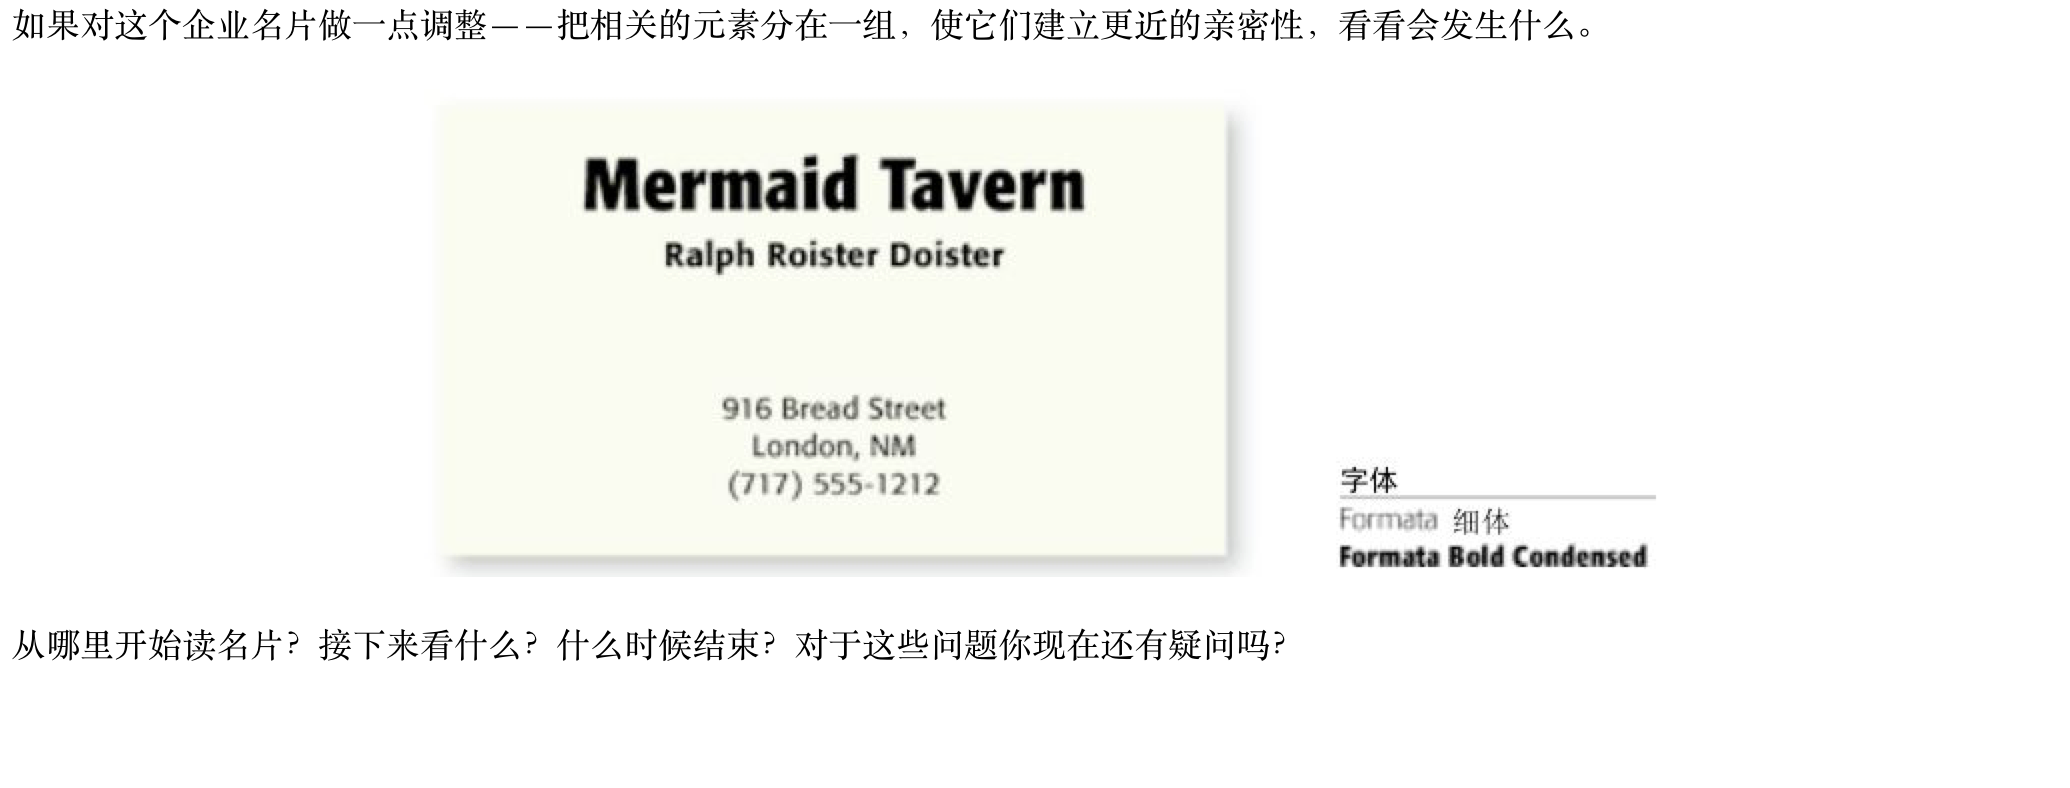 如果对这个企业名片做一点调整——把相关的元素分在一组，使它们建立更近的亲密性，看看会发生什么。
Mermaid Tavern
Ralph Roister Doister
916 Bread Street
London, NM
(717) 555-1212
字体
Formata 细体
Formata Bold Condensed
从哪里开始读名片？接下来看什么？什么时候结束？对于这些问题你现在还有疑问吗？